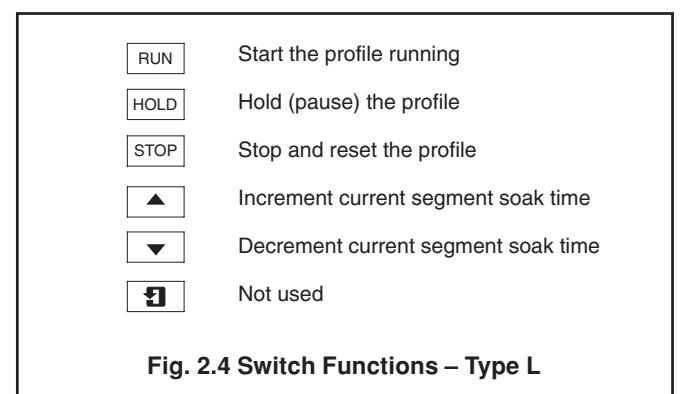 RUN Start the profile running
HOLD Hold (pause) the profile
STOP Stop and reset the profile
▲ Increment current segment soak time
▼ Decrement current segment soak time
Not used
Fig. 2.4 Switch Functions – Type L